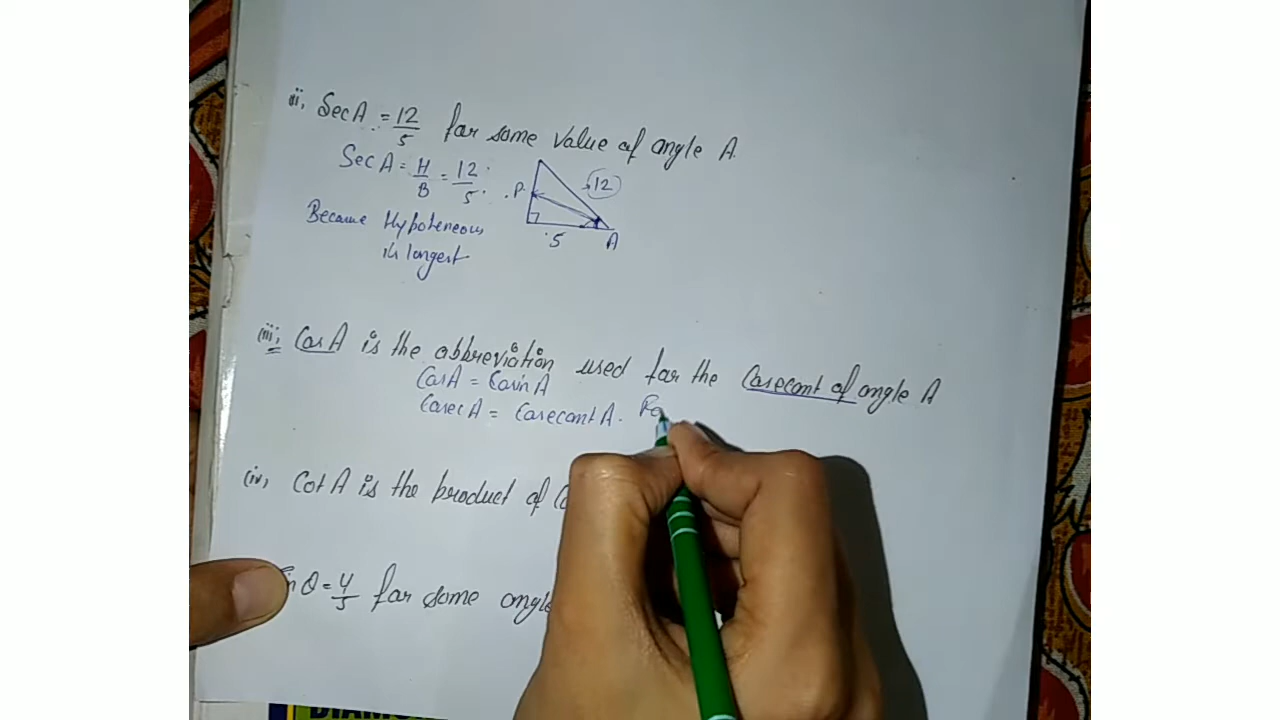 ii, Sec A = 12/5 for some value of angle A.
Sec A = H/B = 12/5
P 12
5 A
Because Hypoteneous
is longest
(iii) Cos A is the abbreviation used for the Cosecant of angle A
Cos A = Cosin A
Cosec A = Cosecant A.
(iv), Cot A is the product of
θ = 4/5 for some angle